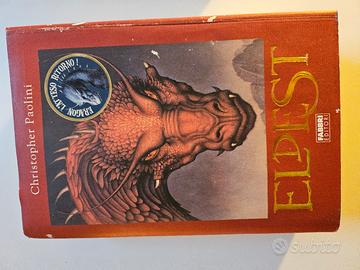 Christopher Paolini
ERAGON L'ATTESO RITORNO!
ELDEST
FABBRI
EDITORI
subito